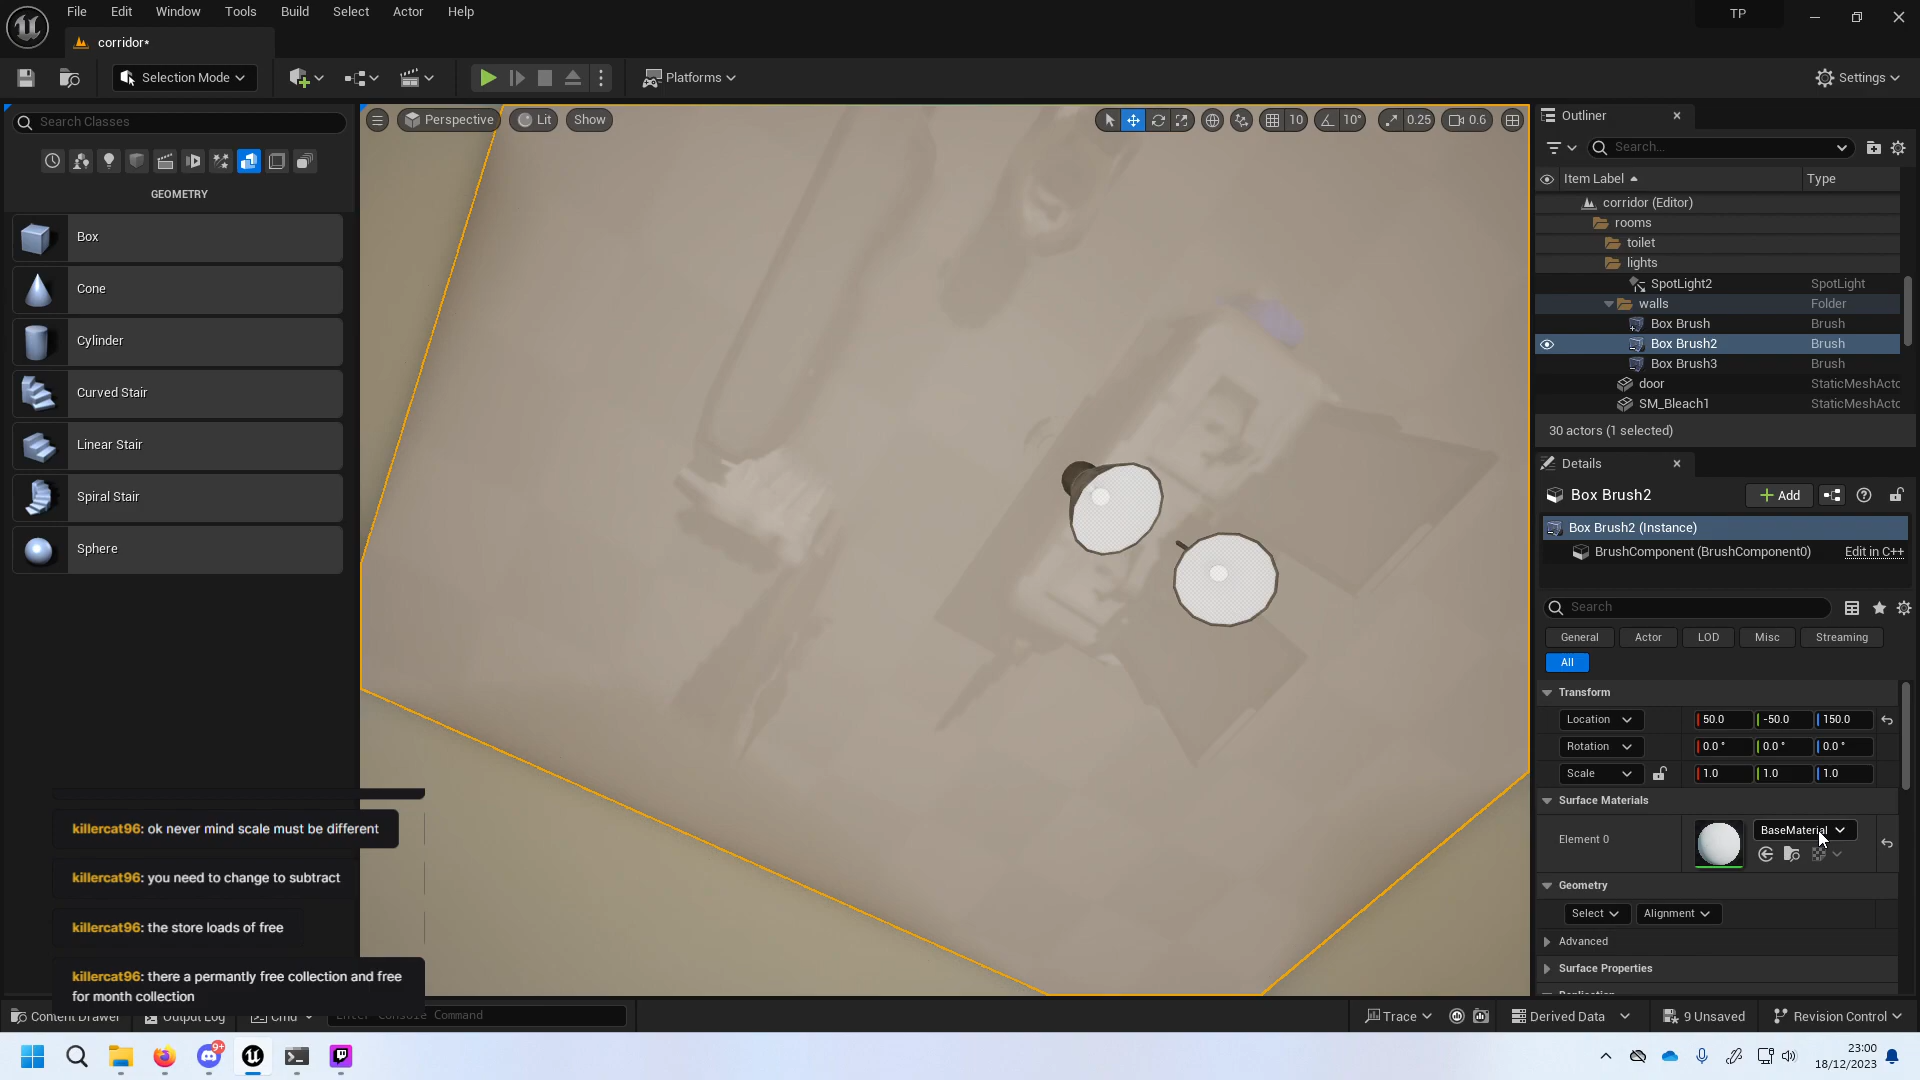 File Edit Window Tools Build Select Actor Help
TP
corridor*
Selection Mode
Platforms
Settings
Search Classes
GEOMETRY
Box
Cone
Cylinder
Curved Stair
Linear Stair
Spiral Stair
Sphere
Perspective Lit Show
10 10° 0.25 0.6
Outliner
Search...
Item Label Type
corridor (Editor)
rooms
toilet
lights
SpotLight2 SpotLight
walls Folder
Box Brush Brush
Box Brush2 Brush
Box Brush3 Brush
door StaticMeshActo
SM_Bleach1 StaticMeshActo
30 actors (1 selected)
Details
Box Brush2
Add
Box Brush2 (Instance)
BrushComponent (BrushComponent0) Edit in C++
Search
General Actor LOD Misc Streaming
All
Transform
Location 50.0 -50.0 150.0
Rotation 0.0° 0.0° 0.0°
Scale 1.0 1.0 1.0
Surface Materials
Element 0 BaseMaterial
Geometry
Select Alignment
Advanced
Surface Properties
Replication
killercat96: ok never mind scale must be different
killercat96: you need to change to subtract
killercat96: the store loads of free
killercat96: there a permantly free collection and free
for month collection
Content Drawer Output Log Cmd Enter Console Command
Trace Derived Data 9 Unsaved Revision Control
9+
23:00
18/12/2023